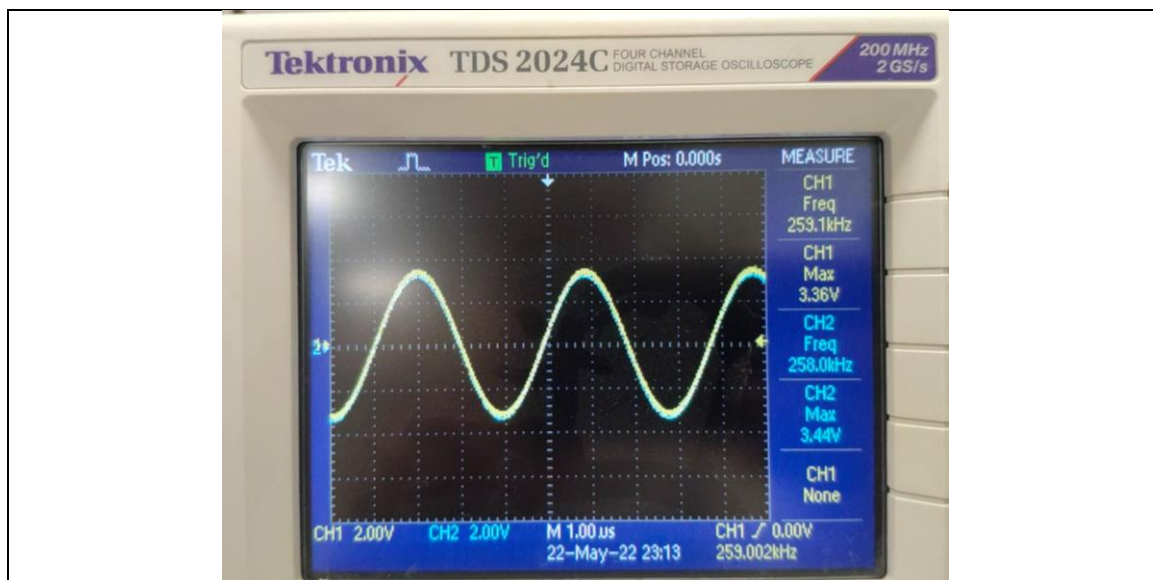 Tektronix TDS 2024C FOUR CHANNEL DIGITAL STORAGE OSCILLOSCOPE
200 MHz
2 GS/s
Tek T Trig'd M Pos: 0.000s MEASURE
CH1
Freq
259.1kHz
CH1
Max
3.36V
CH2
Freq
258.0kHz
CH2
Max
3.44V
CH1
None
2
CH1 2.00V CH2 2.00V M 1.00µs CH1 0.00V
22-May-22 23:13 259.002kHz